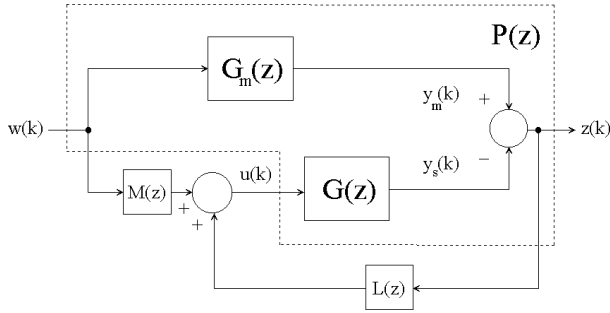 P(z)
G_m(z)
y_m(k)
+
w(k)
z(k)
y_s(k)
−
u(k)
M(z)
+
+
G(z)
L(z)